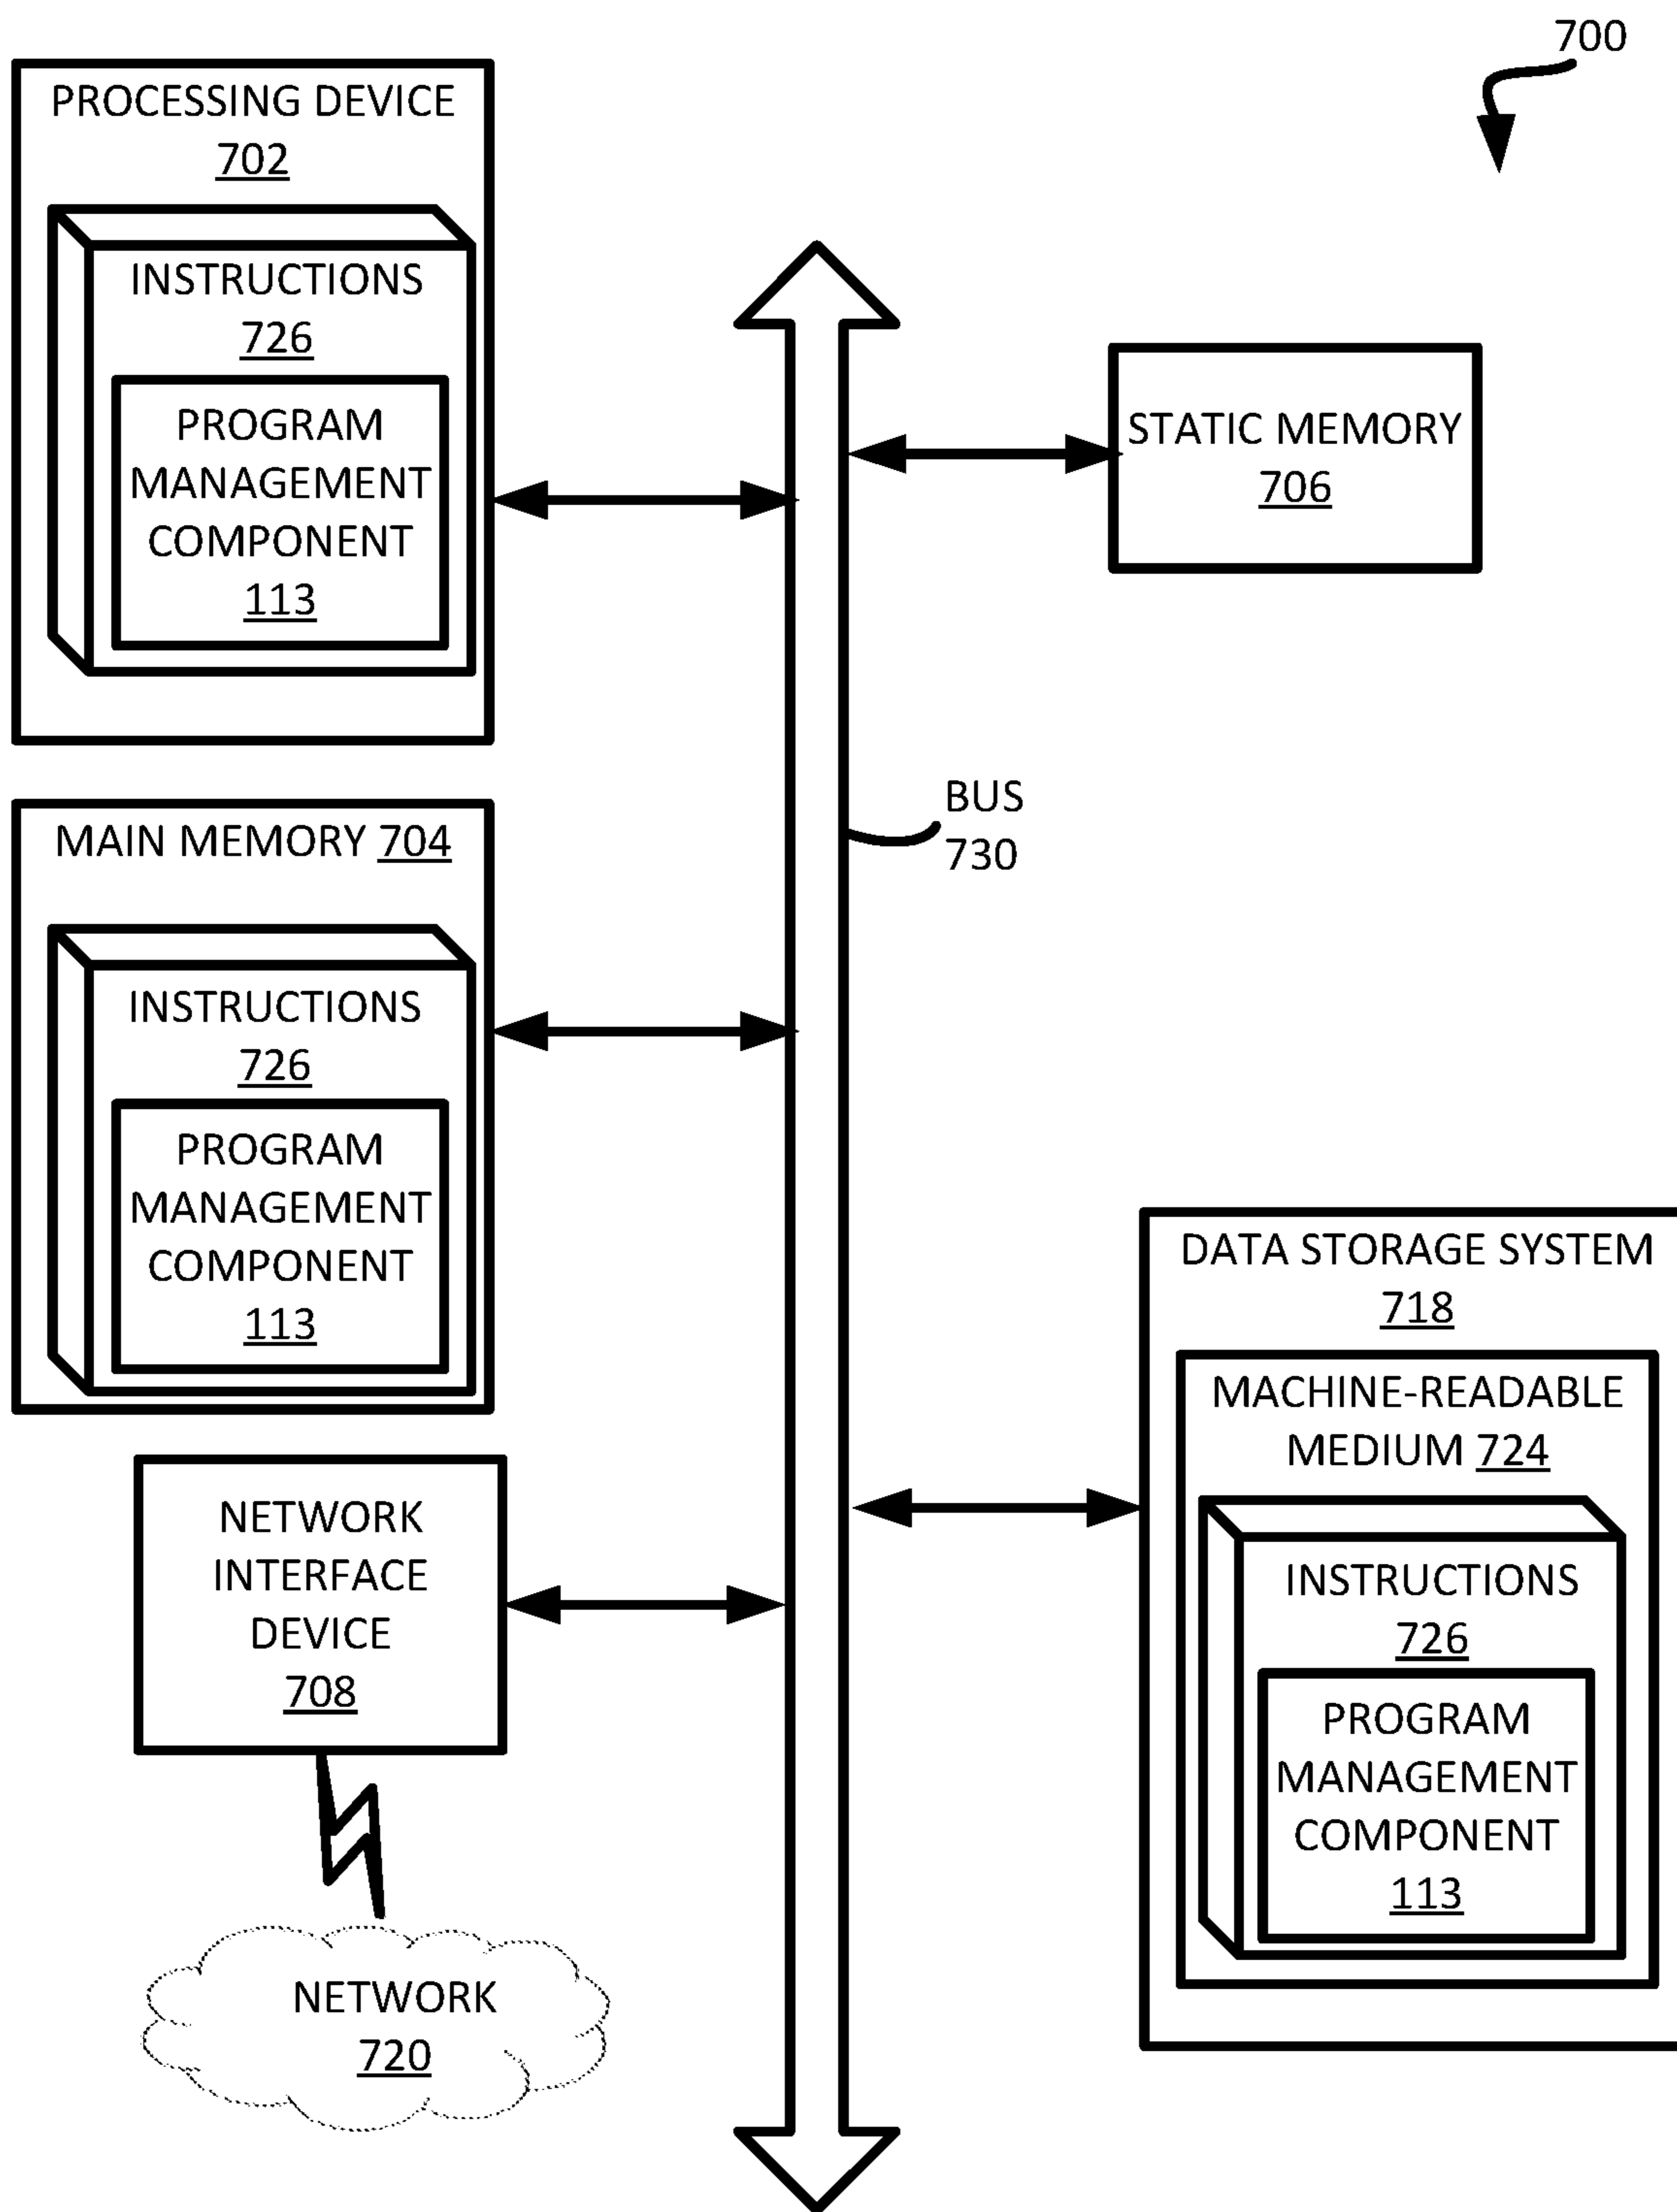 700
PROCESSING DEVICE
702
INSTRUCTIONS
726
PROGRAM
MANAGEMENT
COMPONENT
113
STATIC MEMORY
706
BUS
730
MAIN MEMORY 704
INSTRUCTIONS
726
PROGRAM
MANAGEMENT
COMPONENT
113
DATA STORAGE SYSTEM
718
MACHINE-READABLE
MEDIUM 724
INSTRUCTIONS
726
PROGRAM
MANAGEMENT
COMPONENT
113
NETWORK
INTERFACE
DEVICE
708
NETWORK
720